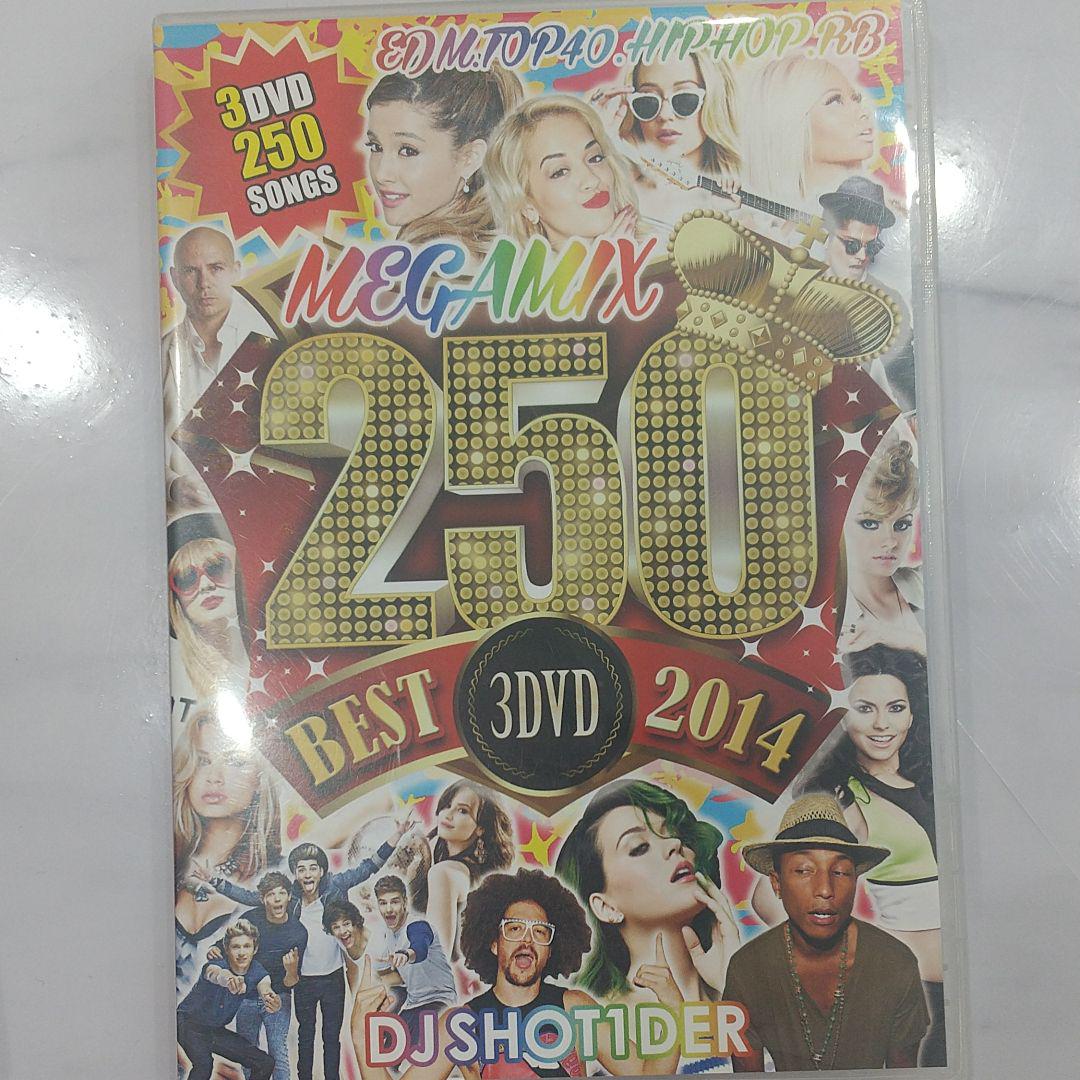 EDM.TOP40.HIPHOP.RB
3DVD
250
SONGS
MEGAMIX
250
BEST 3DVD 2014
DJ SHOT1DER